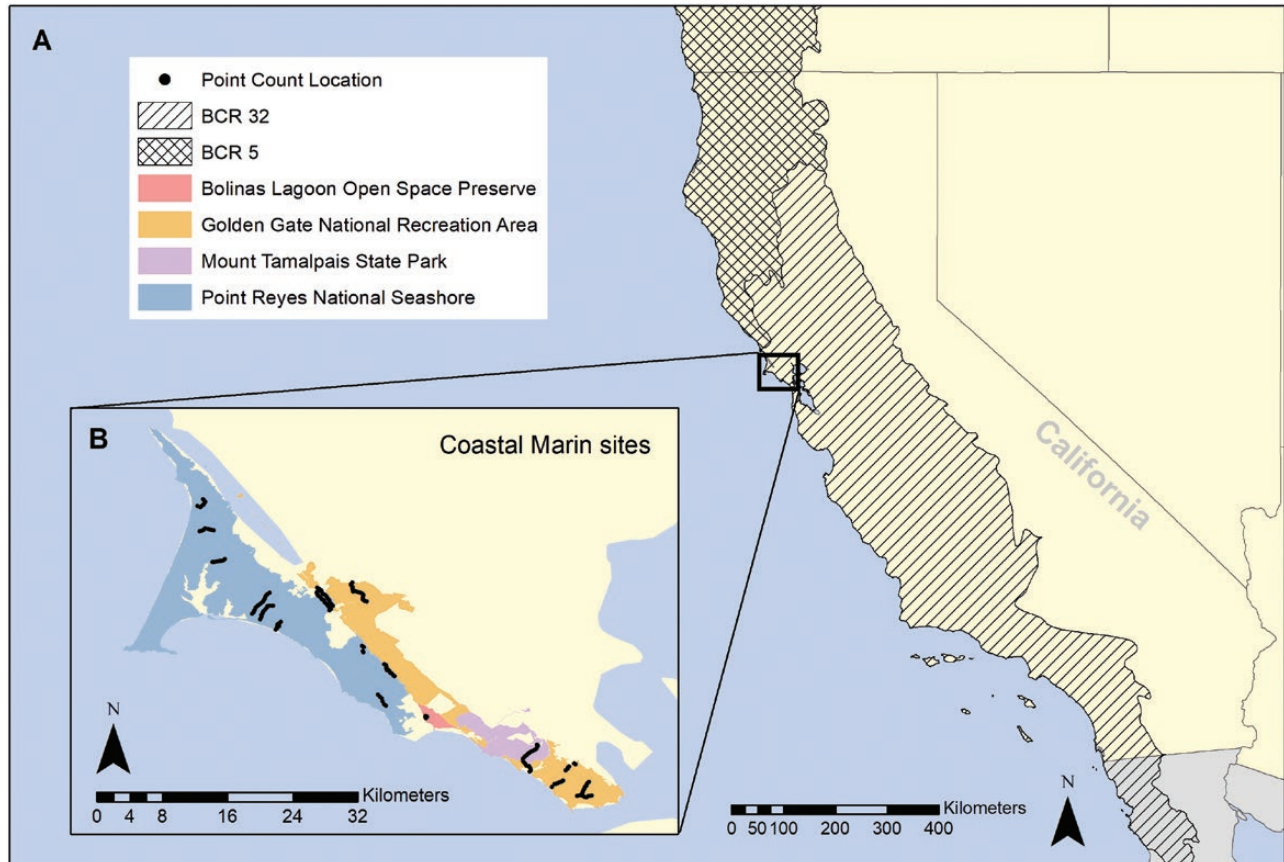 A
Point Count Location
BCR 32
BCR 5
Bolinas Lagoon Open Space Preserve
Golden Gate National Recreation Area
Mount Tamalpais State Park
Point Reyes National Seashore
California
B
Coastal Marin sites
N
Kilometers
0 4 8 16 24 32
N
Kilometers
0 50 100 200 300 400